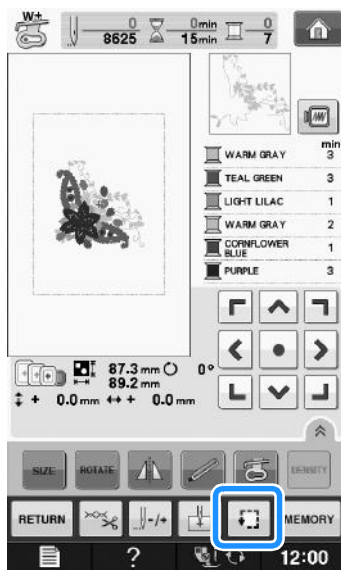 W+
0 0min 0
8625 15min 7
min
WARM GRAY 3
TEAL GREEN 3
LIGHT LILAC 1
WARM GRAY 2
CORNFLOWER
BLUE 1
PURPLE 3
87.3 mm 0°
89.2 mm
+ 0.0 mm + 0.0 mm
SIZE ROTATE DENSITY
RETURN -/+ MEMORY
? 12:00